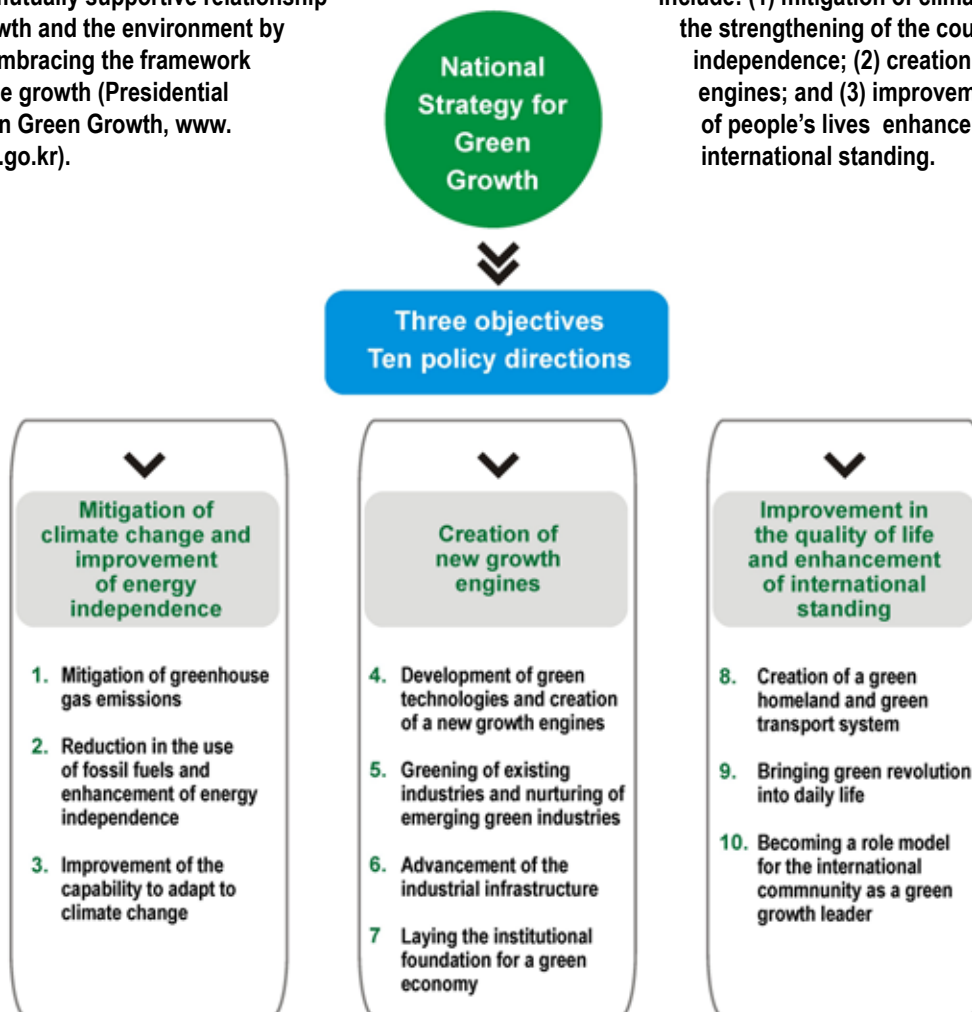 mutually supportive relationship
wth and the environment by
mbracing the framework
e growth (Presidential
n Green Growth, www.
.go.kr).
include: (1) mitigation of clima
the strengthening of the cou
independence; (2) creation
engines; and (3) improvem
of people's lives enhance
international standing.
National
Strategy for
Green
Growth
Three objectives
Ten policy directions
Mitigation of
climate change and
improvement
of energy
independence
1. Mitigation of greenhouse
gas emissions
2. Reduction in the use
of fossil fuels and
enhancement of energy
independence
3. Improvement of the
capability to adapt to
climate change
Creation of
new growth
engines
4. Development of green
technologies and creation
of a new growth engines
5. Greening of existing
industries and nurturing of
emerging green industries
6. Advancement of the
industrial infrastructure
7 Laying the institutional
foundation for a green
economy
Improvement in
the quality of life
and enhancement
of international
standing
8. Creation of a green
homeland and green
transport system
9. Bringing green revolution
into daily life
10. Becoming a role model
for the international
commnunity as a green
growth leader